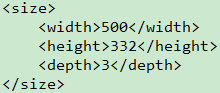 <size>
    <width>500</width>
    <height>332</height>
    <depth>3</depth>
</size>